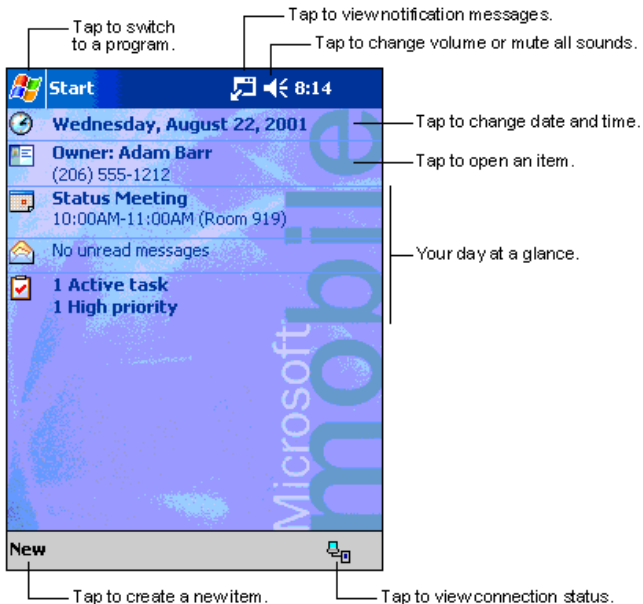 Tap to switch
to a program.
Tap to view notification messages.
Tap to change volume or mute all sounds.
Start
8:14
Wednesday, August 22, 2001
Tap to change date and time.
Owner: Adam Barr
(206) 555-1212
Tap to open an item.
Status Meeting
10:00AM-11:00AM (Room 919)
No unread messages
Your day at a glance.
1 Active task
1 High priority
Microsoft
mobile
New
Tap to create a new item.
Tap to view connection status.